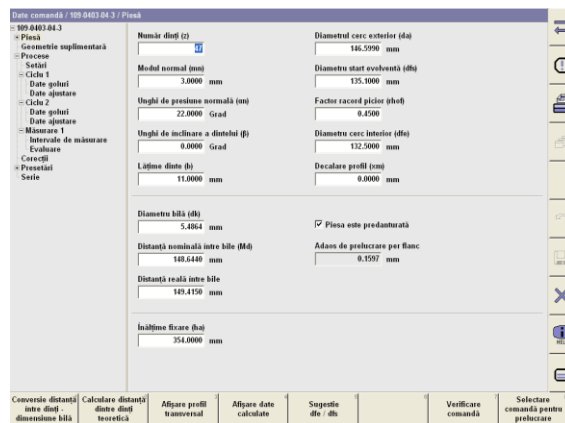 Date comandă / 109-0403-04-3 / Piesă
109-0403-04-3
Piesă
Geometrie suplimentară
Procese
Setări
Ciclu 1
Date goluri
Date ajustare
Ciclu 2
Date goluri
Date ajustare
Măsurare 1
Intervale de măsurare
Evaluare
Corecții
Presetări
Serie
Număr dinți (z)
47
Modul normal (mn)
3.0000 mm
Unghi de presiune normală (αn)
22.0000 Grad
Unghi de înclinare a dintelui (β)
0.0000 Grad
Lățime dinte (b)
11.0000 mm
Diametrul cerc exterior (da)
146.5990 mm
Diametru start evolventă (dfs)
135.1000 mm
Factor racord picior (rhof)
0.4500
Diametru cerc interior (dfe)
132.5000 mm
Decalare profil (xm)
0.0000 mm
Diametru bilă (dk)
5.4864 mm
Distanță nominală între bile (Md)
148.6440 mm
Distanță reală între bile
149.4150 mm
Piesa este predanturată
Adaos de prelucrare per flanc
0.1597 mm
Înălțime fixare (ha)
354.0000 mm
Conversie distanță între dinți - dimensiune bilă
Calculare distanță dintre dinți teoretică
Afișare profil transversal
Afișare date calculate
Sugestie dfe / dfs
Verificare comandă
Selectare comandă pentru prelucrare